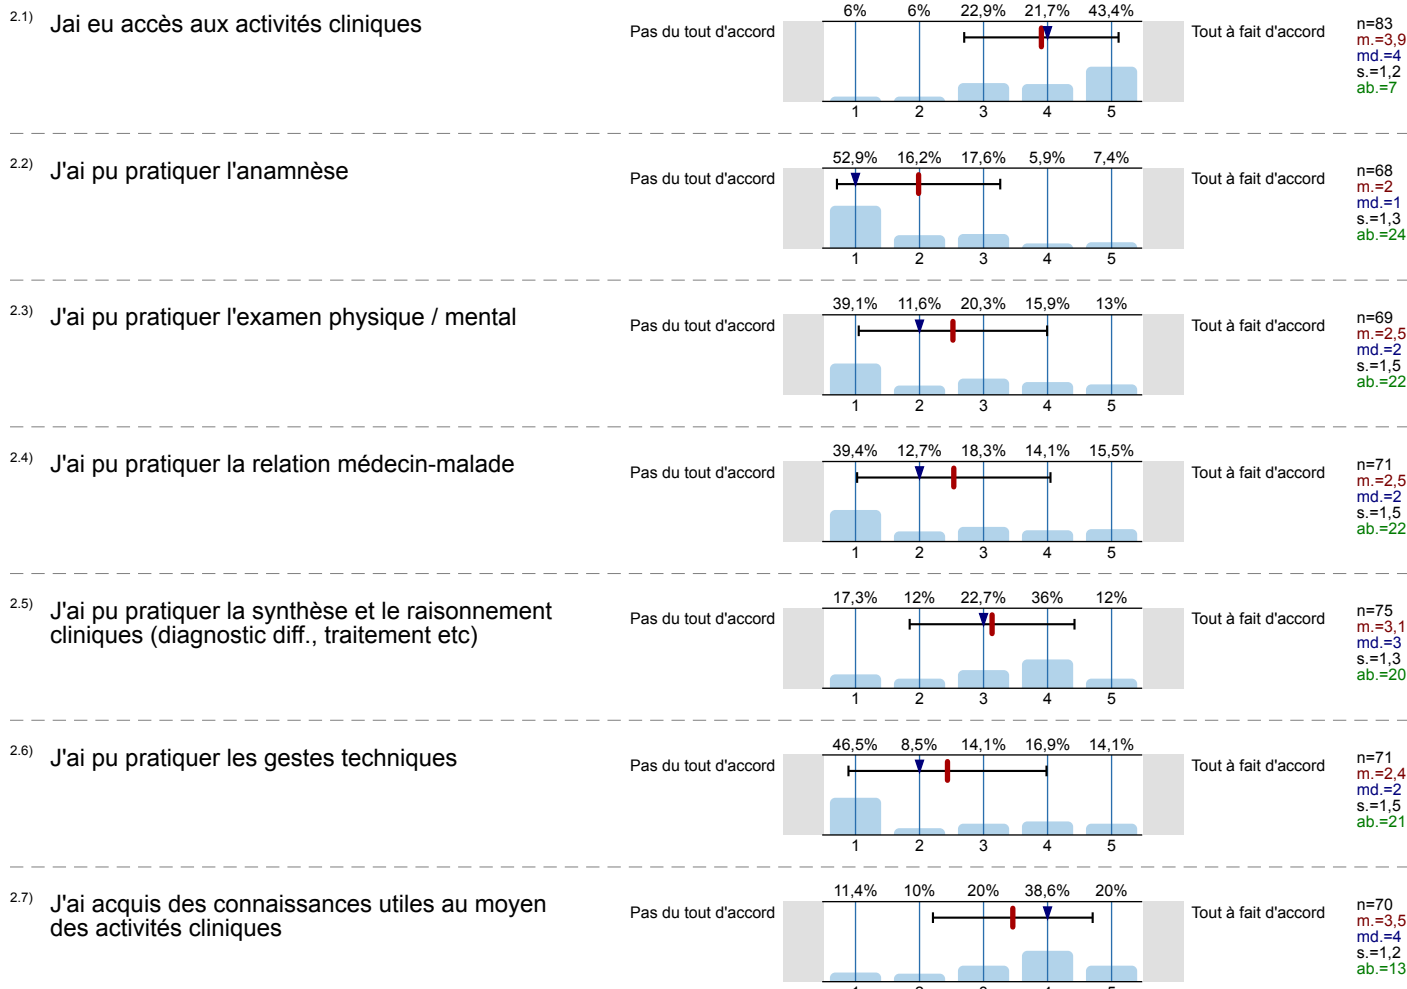 2.1) Jai eu accès aux activités cliniques
Pas du tout d'accord
6% 6% 22,9% 21,7% 43,4%
1 2 3 4 5
Tout à fait d'accord
n=83
m.=3,9
md.=4
s.=1,2
ab.=7
2.2) J'ai pu pratiquer l'anamnèse
Pas du tout d'accord
52,9% 16,2% 17,6% 5,9% 7,4%
1 2 3 4 5
Tout à fait d'accord
n=68
m.=2
md.=1
s.=1,3
ab.=24
2.3) J'ai pu pratiquer l'examen physique / mental
Pas du tout d'accord
39,1% 11,6% 20,3% 15,9% 13%
1 2 3 4 5
Tout à fait d'accord
n=69
m.=2,5
md.=2
s.=1,5
ab.=22
2.4) J'ai pu pratiquer la relation médecin-malade
Pas du tout d'accord
39,4% 12,7% 18,3% 14,1% 15,5%
1 2 3 4 5
Tout à fait d'accord
n=71
m.=2,5
md.=2
s.=1,5
ab.=22
2.5) J'ai pu pratiquer la synthèse et le raisonnement
cliniques (diagnostic diff., traitement etc)
Pas du tout d'accord
17,3% 12% 22,7% 36% 12%
1 2 3 4 5
Tout à fait d'accord
n=75
m.=3,1
md.=3
s.=1,3
ab.=20
2.6) J'ai pu pratiquer les gestes techniques
Pas du tout d'accord
46,5% 8,5% 14,1% 16,9% 14,1%
1 2 3 4 5
Tout à fait d'accord
n=71
m.=2,4
md.=2
s.=1,5
ab.=21
2.7) J'ai acquis des connaissances utiles au moyen
des activités cliniques
Pas du tout d'accord
11,4% 10% 20% 38,6% 20%
Tout à fait d'accord
n=70
m.=3,5
md.=4
s.=1,2
ab.=13